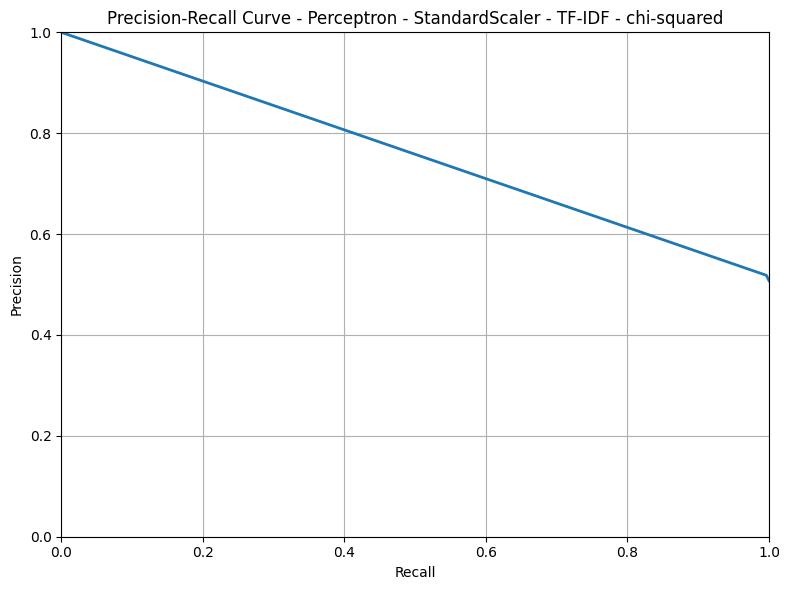 Precision-Recall Curve - Perceptron - StandardScaler - TF-IDF - chi-squared
1.0
0.8
0.6
0.4
0.2
0.0
Precision
0.0 0.2 0.4 0.6 0.8 1.0
Recall